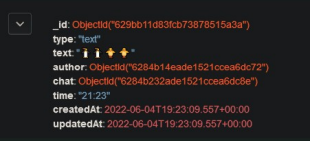 _id: ObjectId("629bb11d83fcb73878515a3a")
type: "text"
text: "🕯️🕯️👳👳"
author: ObjectId("6284b14eade1521ccea6dc72")
chat: ObjectId("6284b232ade1521ccea6dc8e")
time: "21:23"
createdAt: 2022-06-04T19:23:09.557+00:00
updatedAt: 2022-06-04T19:23:09.557+00:00